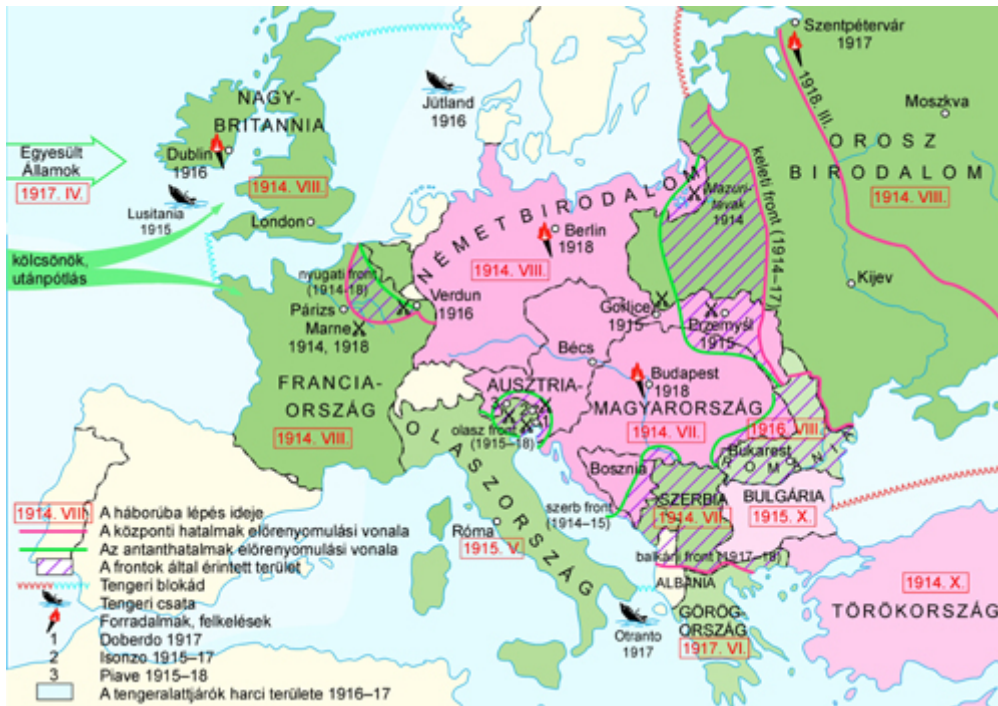 Szentpétervár
1917
1918. III.
Moszkva
OROSZ
BIRODALOM
1914. VIII.
Kijev
keleti front (1914–17)
Jütland
1916
NAGY-
BRITANNIA
Dublin
1916
1914. VIII.
London
Egyesült
Államok
1917. IV.
Lusitania
1915
kölcsönök,
utánpótlás
NÉMET BIRODALOM
Mazuri-
tavak
1914
Berlin
1918
1914. VIII.
nyugati front
(1914-18)
Verdun
1916
Párizs
Marne
1914, 1918
Gorlice
1915
Przemyśl
1915
Bécs
Budapest
1918
FRANCIA-
ORSZÁG
1914. VIII.
AUSZTRIA-
MAGYARORSZÁG
1914. VII.
3
2
1
olasz front
(1915–18)
OLASZORSZÁG
Róma
1915. V.
Bosznia
szerb front
(1914–15)
SZERBIA
1914. VII.
1916. VIII.
Bukarest
ROMÁNIA
BULGÁRIA
1915. X.
balkáni front (1917–18)
ALBÁNIA
GÖRÖG-
ORSZÁG
1917. VI.
Otranto
1917
1914. X.
TÖRÖKORSZÁG
1914. VIII
A háborúba lépés ideje
A központi hatalmak előrenyomulási vonala
Az antanthatalmak előrenyomulási vonala
A frontok által érintett terület
Tengeri blokád
Tengeri csata
Forradalmak, felkelések
1 Doberdo 1917
2 Isonzo 1915–17
3 Piave 1915–18
A tengeralattjárók harci területe 1916–17